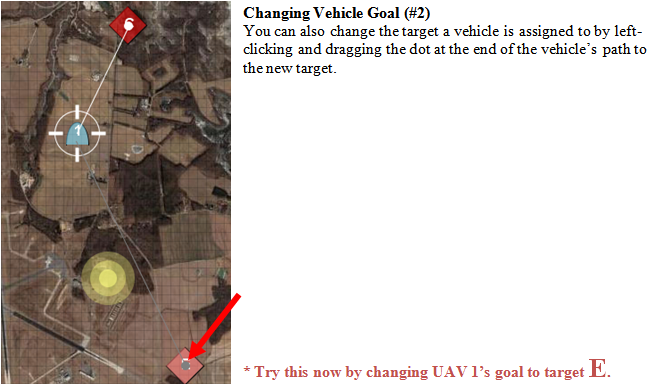 Changing Vehicle Goal (#2)
You can also change the target a vehicle is assigned to by left-
clicking and dragging the dot at the end of the vehicle’s path to
the new target.
6
1
* Try this now by changing UAV 1’s goal to target E.